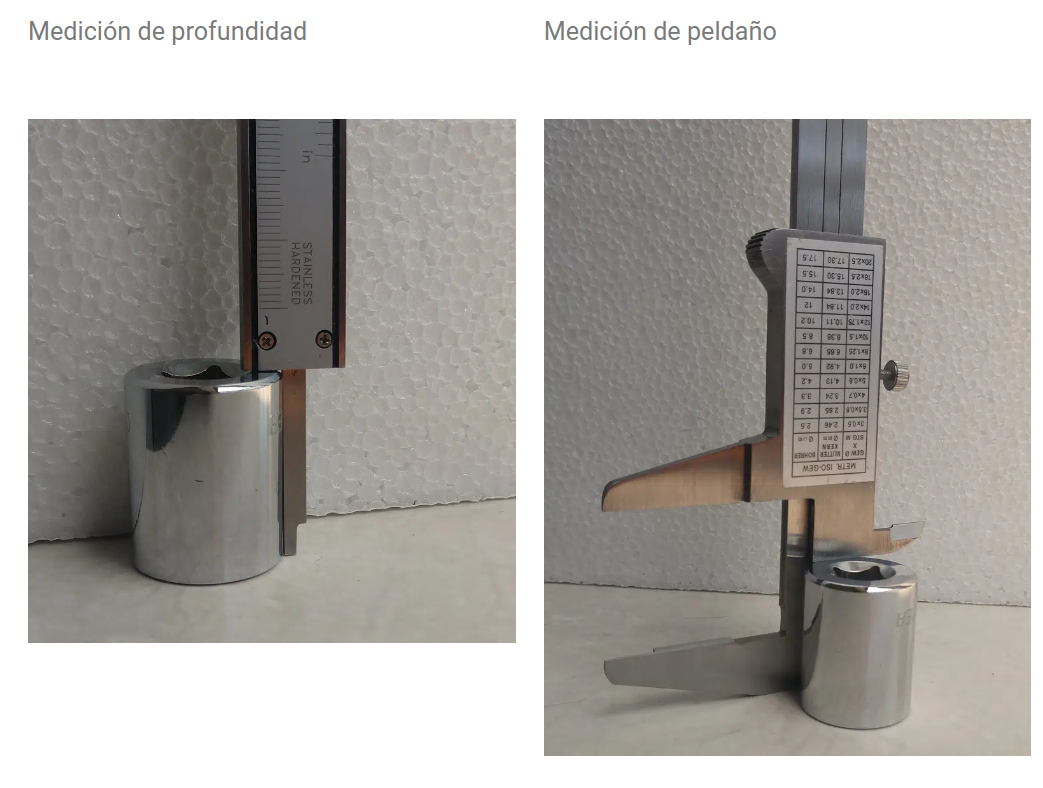 Medición de profundidad
Medición de peldaño
in
STAINLESS
HARDENED
1
17.5 17.30 20x2.5
15.5 15.30 18x2.5
14.0 13.84 16x2.0
12 11.84 14x2.0
10.2 10.11 12x1.75
8.5 8.38 10x1.5
6.8 6.65 8x1.25
5.0 4.92 6x1.0
4.2 4.13 5x0.8
3.3 3.24 4x0.7
2.9 2.85 3.5x0.6
2.5 2.46 3x0.5
METR. ISO-GEW
BOHRER MUTTER GEW Ø
KERN X
Ø mm STG M